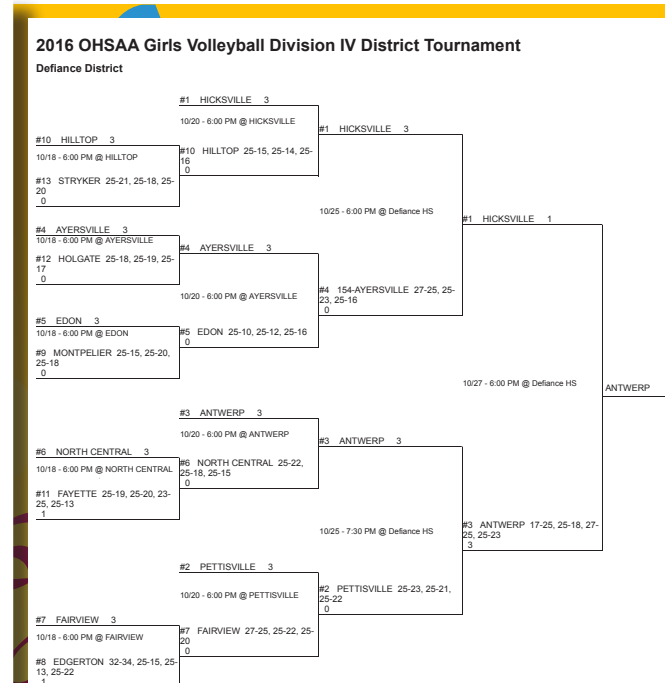 2016 OHSAA Girls Volleyball Division IV District Tournament
Defiance District
#1 HICKSVILLE 3
10/20 - 6:00 PM @ HICKSVILLE
#1 HICKSVILLE 3
#10 HILLTOP 3
10/18 - 6:00 PM @ HILLTOP
#10 HILLTOP 25-15, 25-14, 25-
16
0
#13 STRYKER 25-21, 25-18, 25-
20
0
10/25 - 6:00 PM @ Defiance HS
#1 HICKSVILLE 1
#4 AYERSVILLE 3
10/18 - 6:00 PM @ AYERSVILLE
#4 AYERSVILLE 3
#12 HOLGATE 25-18, 25-19, 25-
17
0
10/20 - 6:00 PM @ AYERSVILLE
#4 154-AYERSVILLE 27-25, 25-
23, 25-16
0
#5 EDON 3
10/18 - 6:00 PM @ EDON
#5 EDON 25-10, 25-12, 25-16
0
#9 MONTPELIER 25-15, 25-20,
25-18
0
10/27 - 6:00 PM @ Defiance HS
ANTWERP
#3 ANTWERP 3
10/20 - 6:00 PM @ ANTWERP
#3 ANTWERP 3
#6 NORTH CENTRAL 3
10/18 - 6:00 PM @ NORTH CENTRAL
#6 NORTH CENTRAL 25-22,
25-18, 25-15
0
#11 FAYETTE 25-19, 25-20, 23-
25, 25-13
1
10/25 - 7:30 PM @ Defiance HS
#3 ANTWERP 17-25, 25-18, 27-
25, 25-23
3
#2 PETTISVILLE 3
10/20 - 6:00 PM @ PETTISVILLE
#2 PETTISVILLE 25-23, 25-21,
25-22
0
#7 FAIRVIEW 3
10/18 - 6:00 PM @ FAIRVIEW
#7 FAIRVIEW 27-25, 25-22, 25-
20
0
#8 EDGERTON 32-34, 25-15, 25-
13, 25-22
1